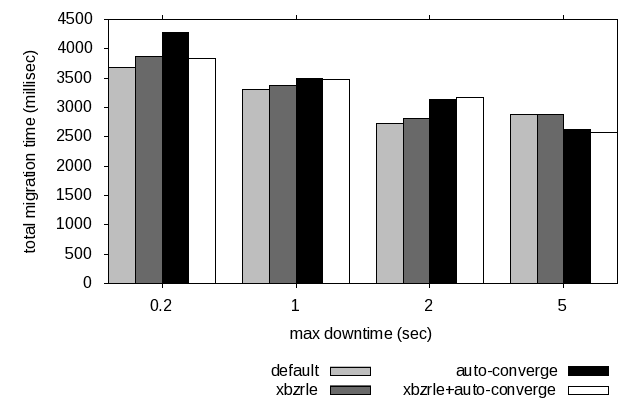 total migration time (millisec)
4500
4000
3500
3000
2500
2000
1500
1000
500
0
0.2 1 2 5
max downtime (sec)
default auto-converge
xbzrle xbzrle+auto-converge